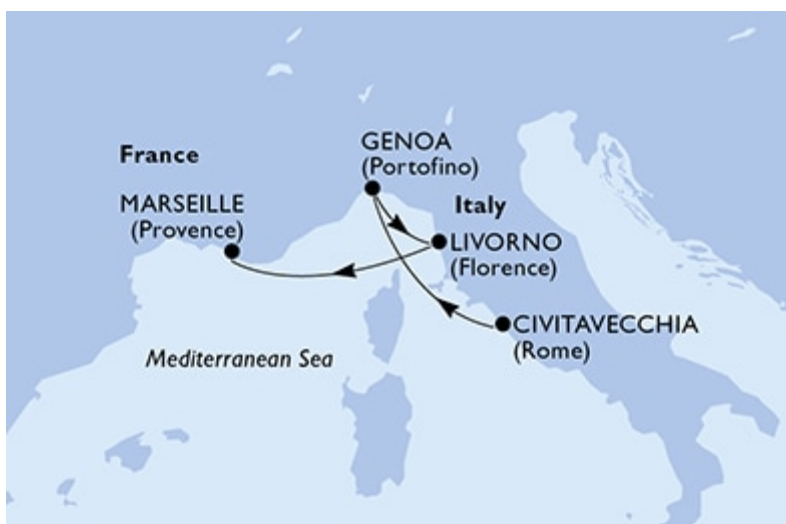 GENOA
(Portofino)
France
MARSEILLE
(Provence)
Italy
LIVORNO
(Florence)
CIVITAVECCHIA
(Rome)
Mediterranean Sea